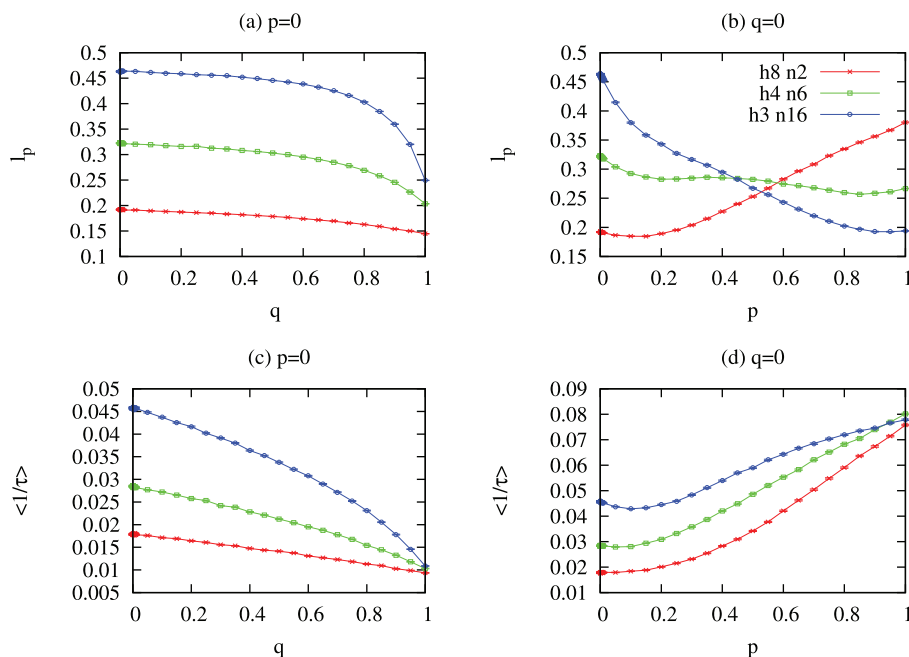 (a) p=0
0.5
0.45
0.4
0.35
0.3
0.25
0.2
0.15
0.1
l_p
0 0.2 0.4 0.6 0.8 1
q
(b) q=0
0.5
0.45
0.4
0.35
0.3
0.25
0.2
0.15
l_p
h8 n2
h4 n6
h3 n16
0 0.2 0.4 0.6 0.8 1
p
(c) p=0
0.05
0.045
0.04
0.035
0.03
0.025
0.02
0.015
0.01
0.005
<1/τ>
0 0.2 0.4 0.6 0.8 1
q
(d) q=0
0.09
0.08
0.07
0.06
0.05
0.04
0.03
0.02
0.01
<1/τ>
0 0.2 0.4 0.6 0.8 1
p